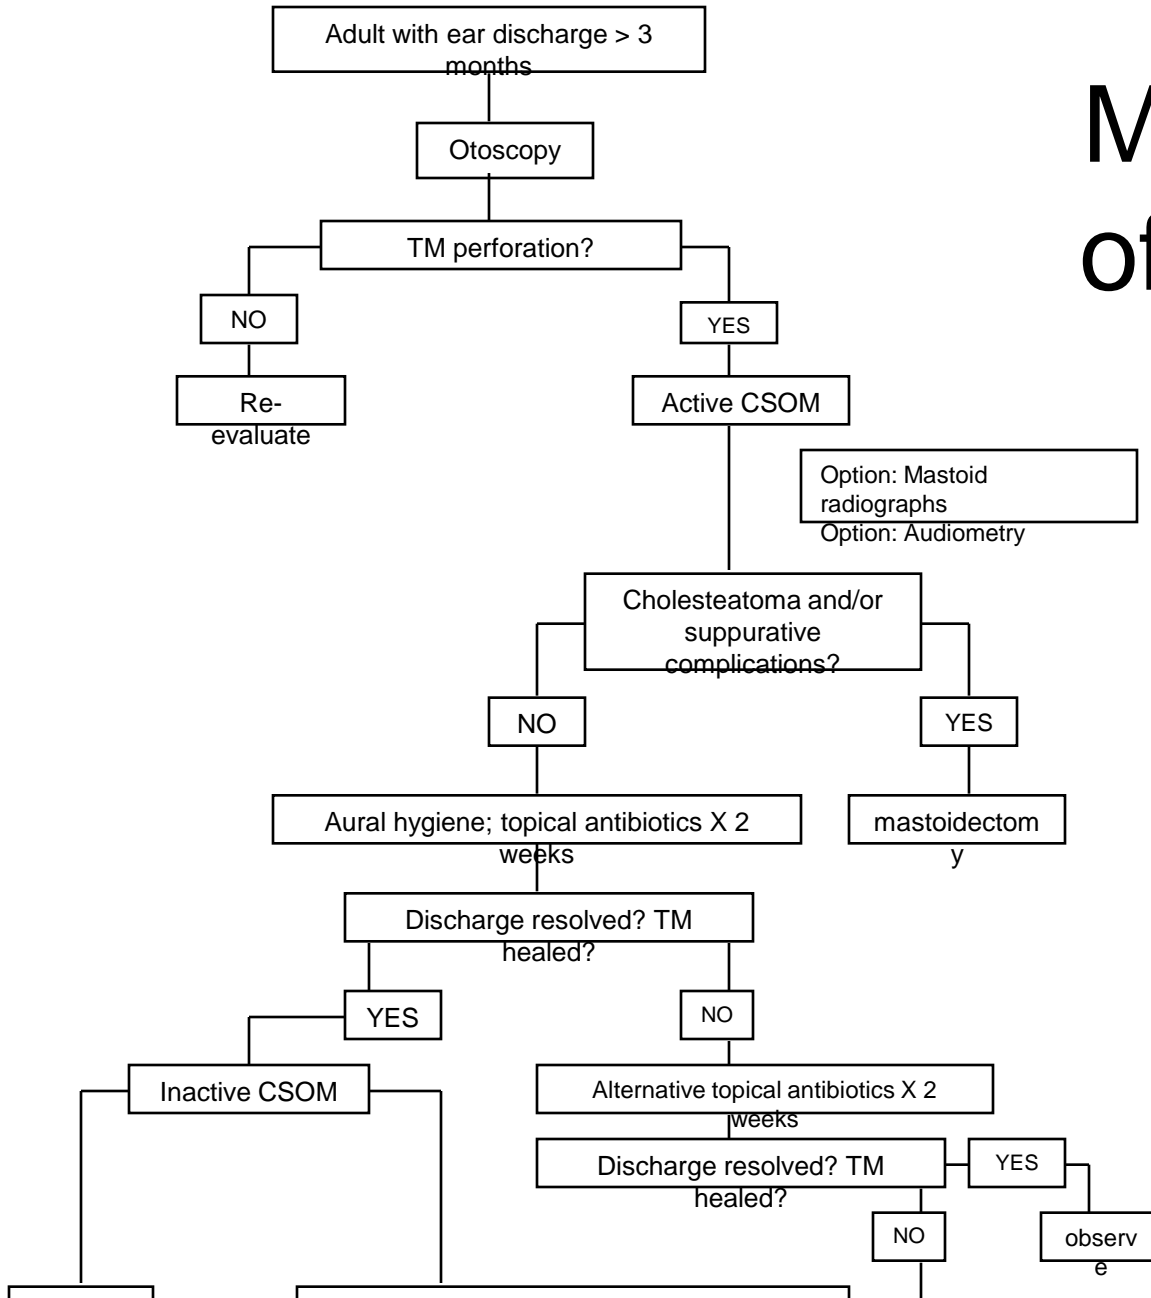 Adult with ear discharge > 3
months
M
of
Otoscopy
TM perforation?
NO
YES
Re-
evaluate
Active CSOM
Option: Mastoid
radiographs
Option: Audiometry
Cholesteatoma and/or
suppurative
complications?
NO
YES
Aural hygiene; topical antibiotics X 2
weeks
mastoidectom
y
Discharge resolved? TM
healed?
YES
NO
Inactive CSOM
Alternative topical antibiotics X 2
weeks
Discharge resolved? TM
healed?
YES
NO
observ
e